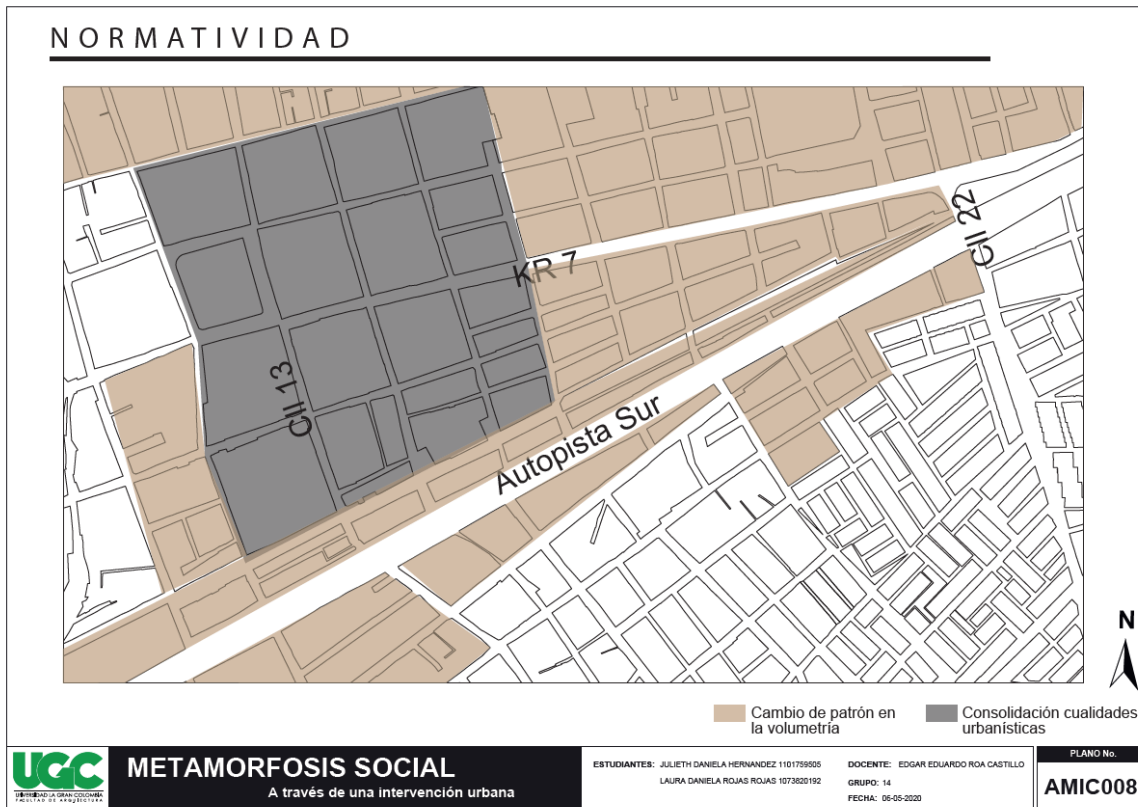 NORMATIVIDAD
Cll 22
KR 7
Cll 13
Autopista Sur
N
Cambio de patrón en
la volumetría
Consolidación cualidades
urbanísticas
UGC
UNIVERSIDAD LA GRAN COLOMBIA
FACULTAD DE ARQUITECTURA
METAMORFOSIS SOCIAL
A través de una intervención urbana
ESTUDIANTES: JULIETH DANIELA HERNANDEZ 1101759505
LAURA DANIELA ROJAS ROJAS 1073820192
DOCENTE: EDGAR EDUARDO ROA CASTILLO
GRUPO: 14
FECHA: 06-05-2020
PLANO No.
AMIC008